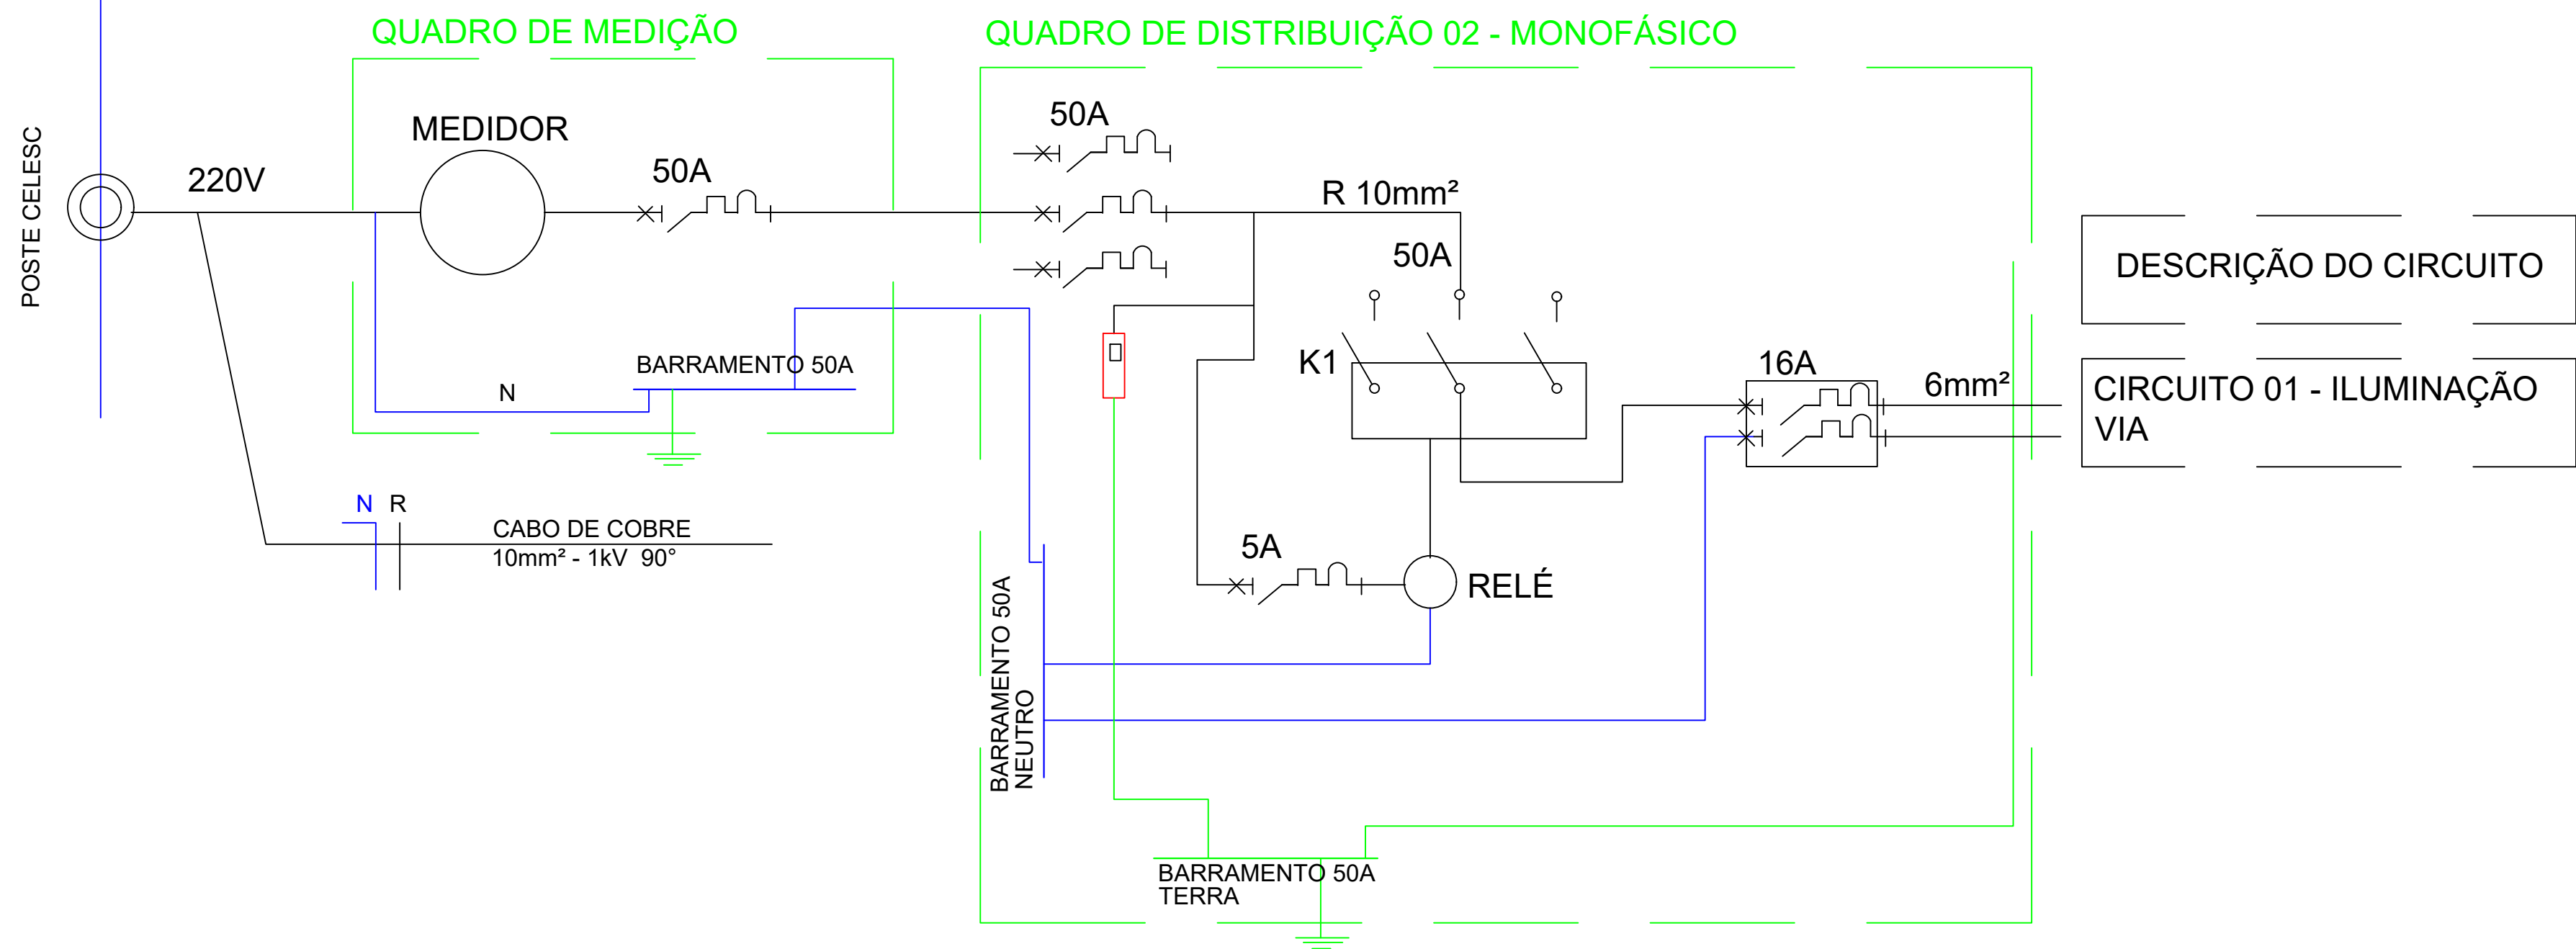 QUADRO DE MEDIÇÃO
QUADRO DE DISTRIBUIÇÃO 02 - MONOFÁSICO
POSTE CELESC
220V
MEDIDOR
50A
50A
R 10mm²
50A
K1
16A
6mm²
DESCRIÇÃO DO CIRCUITO
CIRCUITO 01 - ILUMINAÇÃO
VIA
BARRAMENTO 50A
N
N R
CABO DE COBRE
10mm² - 1kV 90°
5A
RELÉ
BARRAMENTO 50A
NEUTRO
BARRAMENTO 50A
TERRA